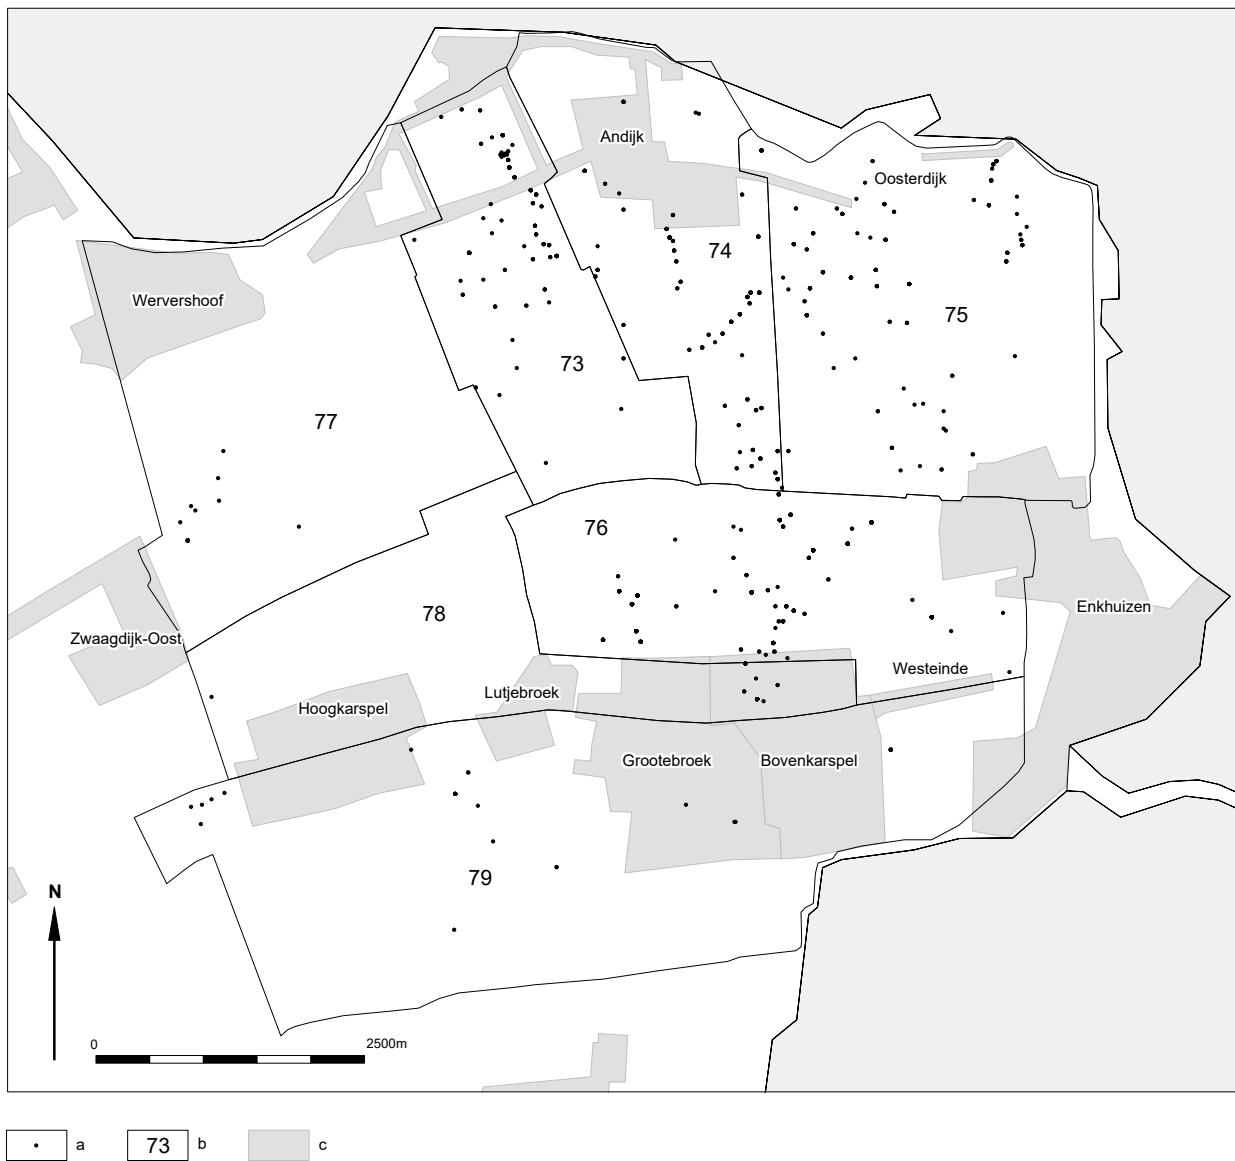 Andijk
Oosterdijk
74
Wervershoof
75
73
77
76
Enkhuizen
78
Zwaagdijk-Oost
Westeinde
Lutjebroek
Hoogkarspel
Grootebroek
Bovenkarspel
79
N
0 2500m
a 73 b c